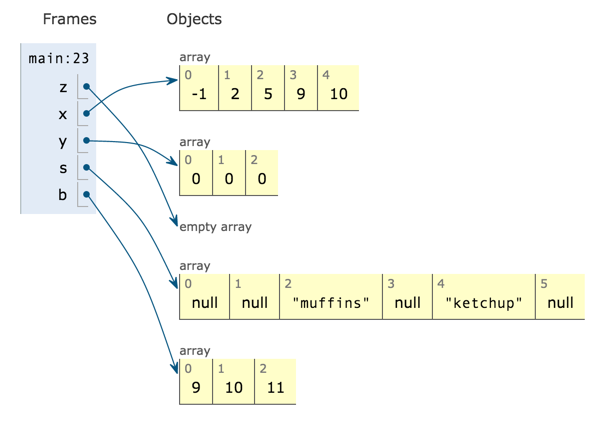 Frames Objects
main:23
z
x
y
s
b
array
0 1 2 3 4
-1 2 5 9 10
array
0 1 2
0 0 0
empty array
array
0 1 2 3 4 5
null null "muffins" null "ketchup" null
array
0 1 2
9 10 11